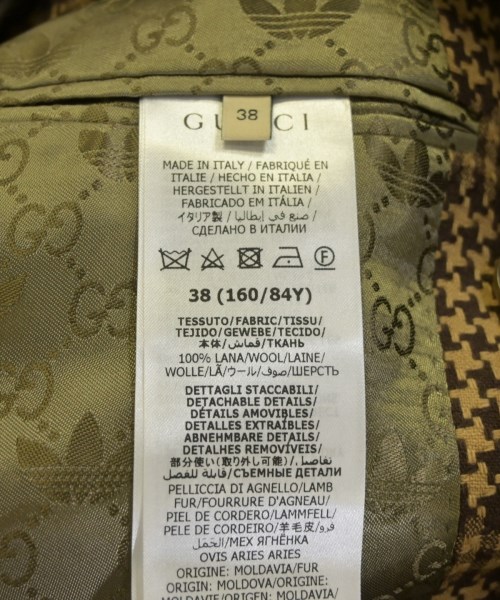 38
GUCCI
MADE IN ITALY / FABRIQUÉ EN
ITALIE / HECHO EN ITALIA /
HERGESTELLT IN ITALIEN /
FABRICADO EM ITÁLIA /
イタリア製 / صنع في إيطاليا /
СДЕЛАНО В ИТАЛИИ
F
38 (160/84Y)
TESSUTO/FABRIC/TISSU/
TEJIDO/GEWEBE/TECIDO/
本体/قماش/ТКАНЬ
100% LANA/WOOL/LAINE/
WOLLE/LÃ/ウール/صوف/ШЕРСТЬ
DETTAGLI STACCABILI/
DETACHABLE DETAILS/
DÉTAILS AMOVIBLES/
DETALLES EXTRAÍBLES/
ABNEHMBARE DETAILS/
DETALHES REMOVÍVEIS/
部分使い(取り外し可能)/تفاصيل
قابلة للفصل/СЪЕМНЫЕ ДЕТАЛИ
PELLICCIA DI AGNELLO/LAMB
FUR/FOURRURE D'AGNEAU/
PIEL DE CORDERO/LAMMFELL/
PELE DE CORDEIRO/羊毛皮/فرو
الحمل/МЕХ ЯГНЁНКА
OVIS ARIES ARIES
ORIGINE: MOLDAVIA/FUR
ORIGIN: MOLDOVA/ORIGINE:
MOLDAVIE/ORIGEN: MOLDAVIA/